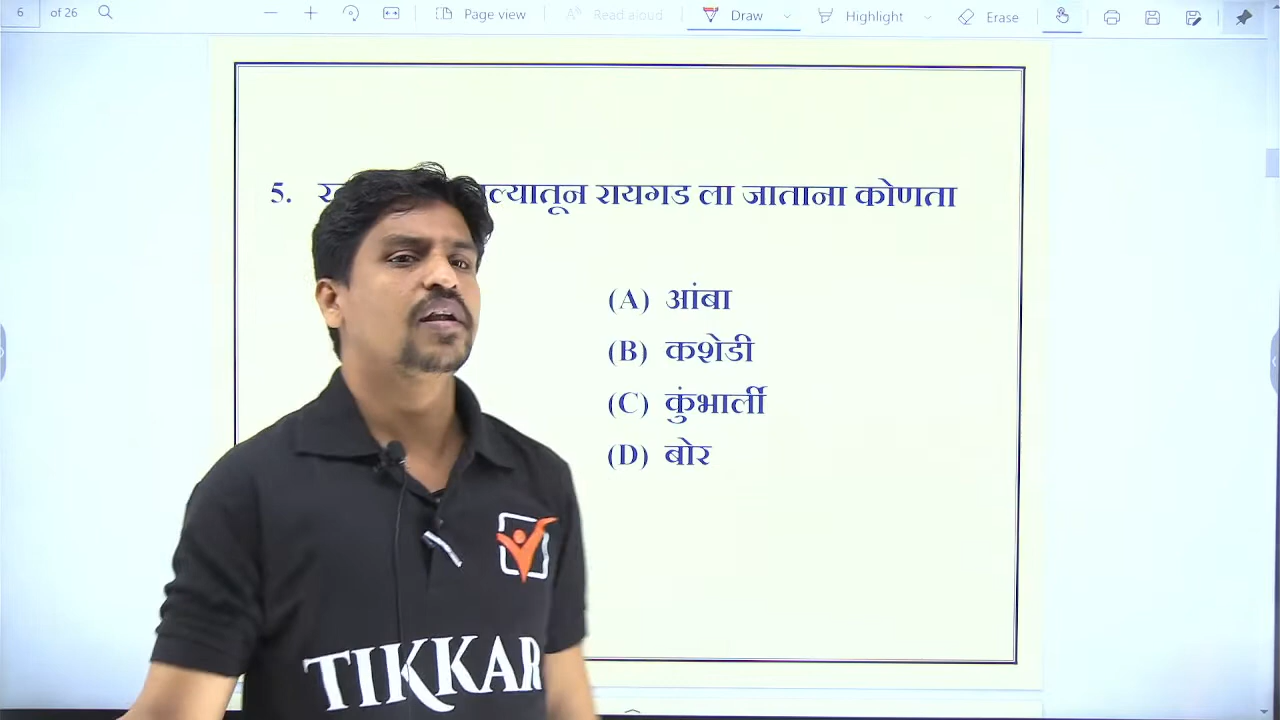 6 of 26 Page view Read aloud Draw Highlight Erase
5. ल्यातून रायगड ला जाताना कोणता
(A) आंबा
(B) कशेडी
(C) कुंभार्ली
(D) बोर
TIKKAR